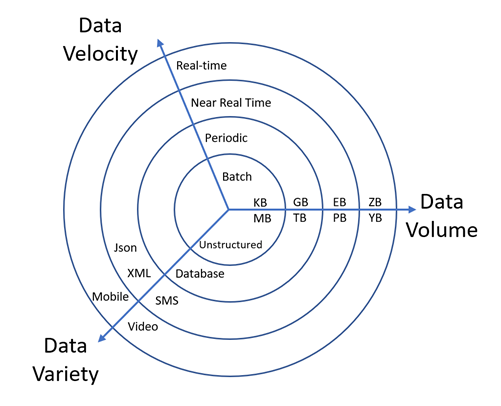 Data
Velocity
Real-time
Near Real Time
Periodic
Batch
KB GB EB ZB
MB TB PB YB
Data
Volume
Unstructured
Json
XML Database
Mobile SMS
Video
Data
Variety